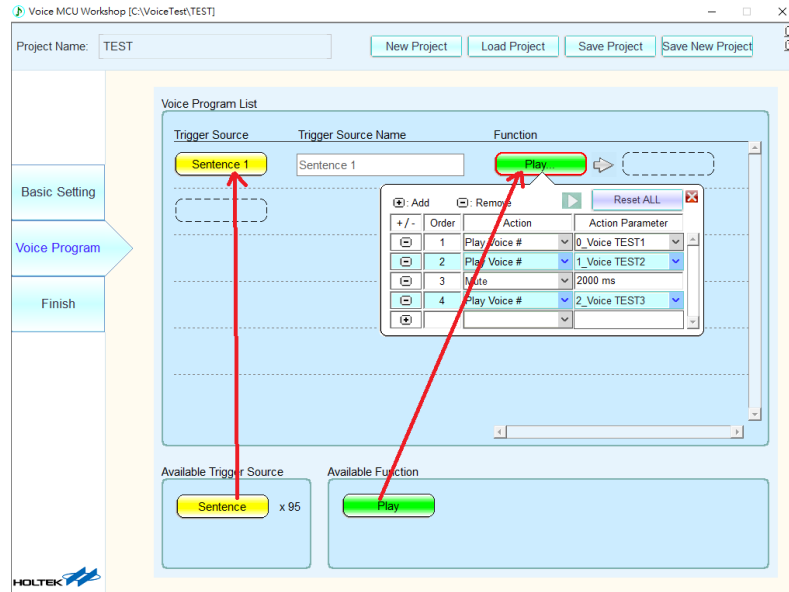 Voice MCU Workshop [C:\VoiceTest\TEST]
Project Name: TEST New Project Load Project Save Project Save New Project
Voice Program List
Trigger Source Trigger Source Name Function
Sentence 1 Sentence 1 Play...
Basic Setting
Voice Program
Finish
+: Add -: Remove Reset ALL
+/- Order Action Action Parameter
1 Play Voice # 0_Voice TEST1
2 Play Voice # 1_Voice TEST2
3 Mute 2000 ms
4 Play Voice # 2_Voice TEST3
Available Trigger Source Available Function
Sentence x 95 Play
HOLTEK